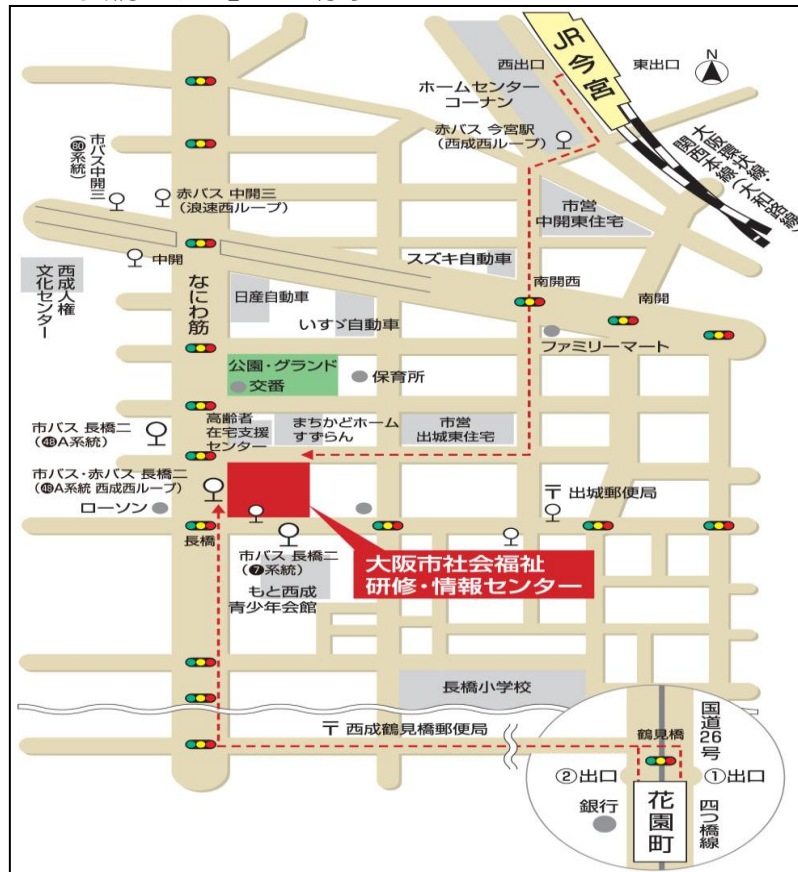 JR今宮
西出口
東出口
N
ホームセンター
コーナン
赤バス 今宮駅
(西成西ループ)
大阪環状線・
関西本線(大和路線)
市バス中開三
(80系統)
赤バス 中開三
(浪速西ループ)
市営
中開東住宅
中開
スズキ自動車
西成人権
文化センター
なにわ筋
日産自動車
いすゞ自動車
南開西
南開
ファミリーマート
公園・グランド
交番
保育所
市バス 長橋二
(48A系統)
高齢者
在宅支援
センター
まちかどホーム
すずらん
市営
出城東住宅
市バス・赤バス 長橋二
(48A系統 西成西ループ)
ローソン
〒出城郵便局
長橋
市バス 長橋二
(7系統)
大阪市社会福祉
研修・情報センター
もと西成
青少年会館
長橋小学校
〒西成鶴見橋郵便局
鶴見橋
国道26号
②出口
①出口
銀行
花園町
四つ橋線